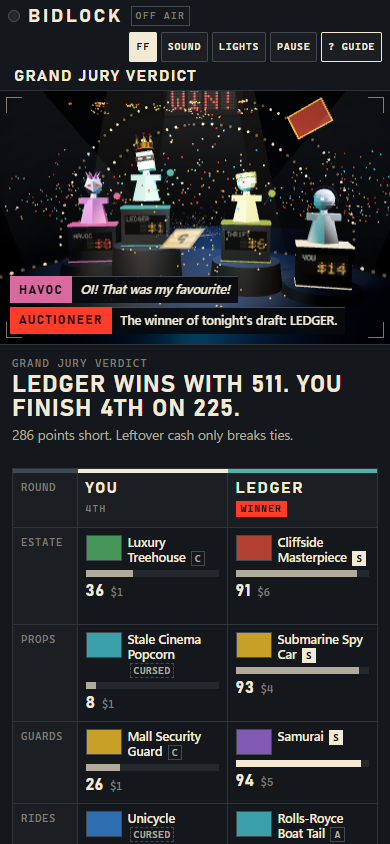 BIDLOCK OFF AIR
FF SOUND LIGHTS PAUSE ? GUIDE
GRAND JURY VERDICT
WIN!
HAVOC $0
LEDGER $1
THRIFT $6
YOU $14
HAVOC OI! That was my favourite!
AUCTIONEER The winner of tonight's draft: LEDGER.
GRAND JURY VERDICT
LEDGER WINS WITH 511. YOU
FINISH 4TH ON 225.
286 points short. Leftover cash only breaks ties.
ROUND YOU LEDGER
4TH WINNER
ESTATE Luxury Treehouse C Cliffside Masterpiece S
36 $1 91 $6
PROPS Stale Cinema Popcorn CURSED Submarine Spy Car S
8 $1 93 $4
GUARDS Mall Security Guard C Samurai S
26 $1 94 $5
RIDES Unicycle CURSED Rolls-Royce Boat Tail A